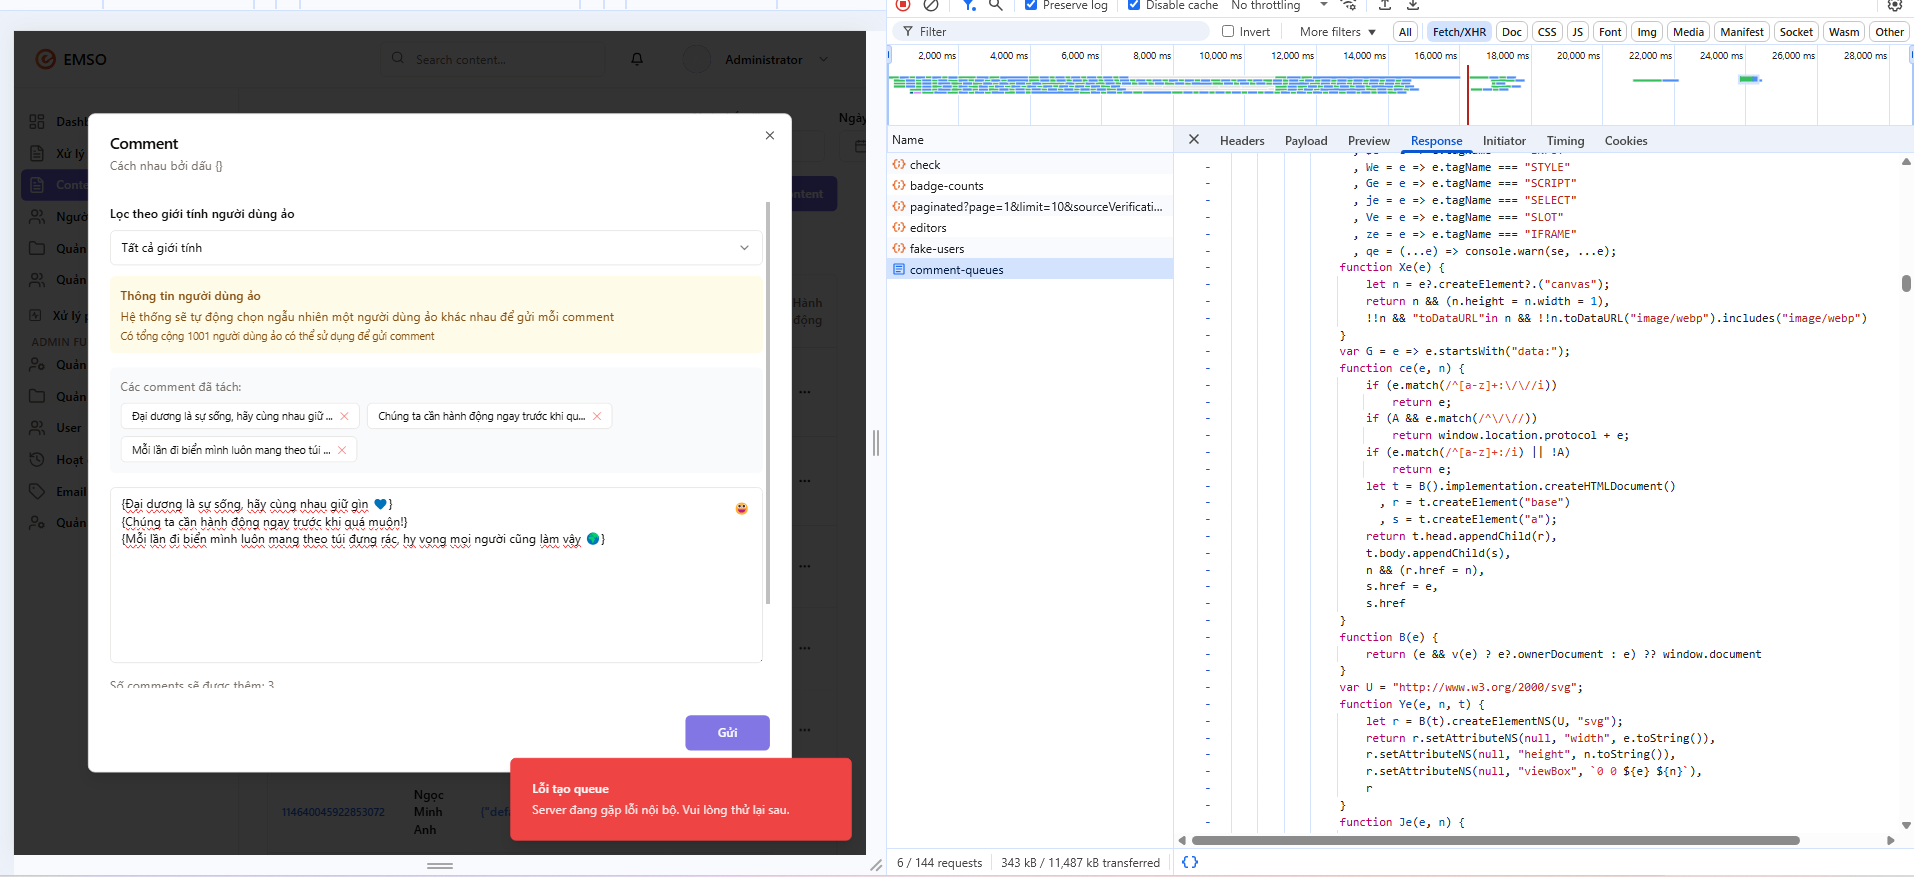 EMSO
Search content...
Administrator
Dash
Xử lý
Conte
Ngườ
Quản
Quản
Xử lý p
ADMIN FU
Quản
Quản
User
Hoạt
Email
Quản
Ngày
ontent
Hành
động
Comment
Cách nhau bởi dấu {}
Lọc theo giới tính người dùng ảo
Tất cả giới tính
Thông tin người dùng ảo
Hệ thống sẽ tự động chọn ngẫu nhiên một người dùng ảo khác nhau để gửi mỗi comment
Có tổng cộng 1001 người dùng ảo có thể sử dụng để gửi comment
Các comment đã tách:
Đại dương là sự sống, hãy cùng nhau giữ ...
Chúng ta cần hành động ngay trước khi qu...
Mỗi lần đi biển mình luôn mang theo túi ...
{Đại dương là sự sống, hãy cùng nhau giữ gìn 💙}
{Chúng ta cần hành động ngay trước khi quá muộn!}
{Mỗi lần đi biển mình luôn mang theo túi đựng rác, hy vọng mọi người cũng làm vậy 🌍}
Số comments sẽ được thêm: 3
Gửi
Lỗi tạo queue
Server đang gặp lỗi nội bộ. Vui lòng thử lại sau.
114640045922853072
Ngọc
Minh
Anh
{"def
Preserve log
Disable cache
No throttling
Filter
Invert
More filters
All
Fetch/XHR
Doc
CSS
JS
Font
Img
Media
Manifest
Socket
Wasm
Other
2,000 ms
4,000 ms
6,000 ms
8,000 ms
10,000 ms
12,000 ms
14,000 ms
16,000 ms
18,000 ms
20,000 ms
22,000 ms
24,000 ms
26,000 ms
28,000 ms
Name
check
badge-counts
paginated?page=1&limit=10&sourceVerificati...
editors
fake-users
comment-queues
Headers
Payload
Preview
Response
Initiator
Timing
Cookies
, We = e => e.tagName === "STYLE"
, Ge = e => e.tagName === "SCRIPT"
, je = e => e.tagName === "SELECT"
, Ve = e => e.tagName === "SLOT"
, ze = e => e.tagName === "IFRAME"
, qe = (...e) => console.warn(se, ...e);
function Xe(e) {
let n = e?.createElement?.("canvas");
return n && (n.height = n.width = 1),
!!n && "toDataURL"in n && !!n.toDataURL("image/webp").includes("image/webp")
}
var G = e => e.startsWith("data:");
function ce(e, n) {
if (e.match(/^[a-z]+:\/\//i))
return e;
if (A && e.match(/^\/\//))
return window.location.protocol + e;
if (e.match(/^[a-z]+:/i) || !A)
return e;
let t = B().implementation.createHTMLDocument()
, r = t.createElement("base")
, s = t.createElement("a");
return t.head.appendChild(r),
t.body.appendChild(s),
n && (r.href = n),
s.href = e,
s.href
}
function B(e) {
return (e && v(e) ? e?.ownerDocument : e) ?? window.document
}
var U = "http://www.w3.org/2000/svg";
function Ye(e, n, t) {
let r = B(t).createElementNS(U, "svg");
return r.setAttributeNS(null, "width", e.toString()),
r.setAttributeNS(null, "height", n.toString()),
r.setAttributeNS(null, "viewBox", `0 0 ${e} ${n}`),
r
}
function Je(e, n) {
6 / 144 requests
343 kB / 11,487 kB transferred
{}